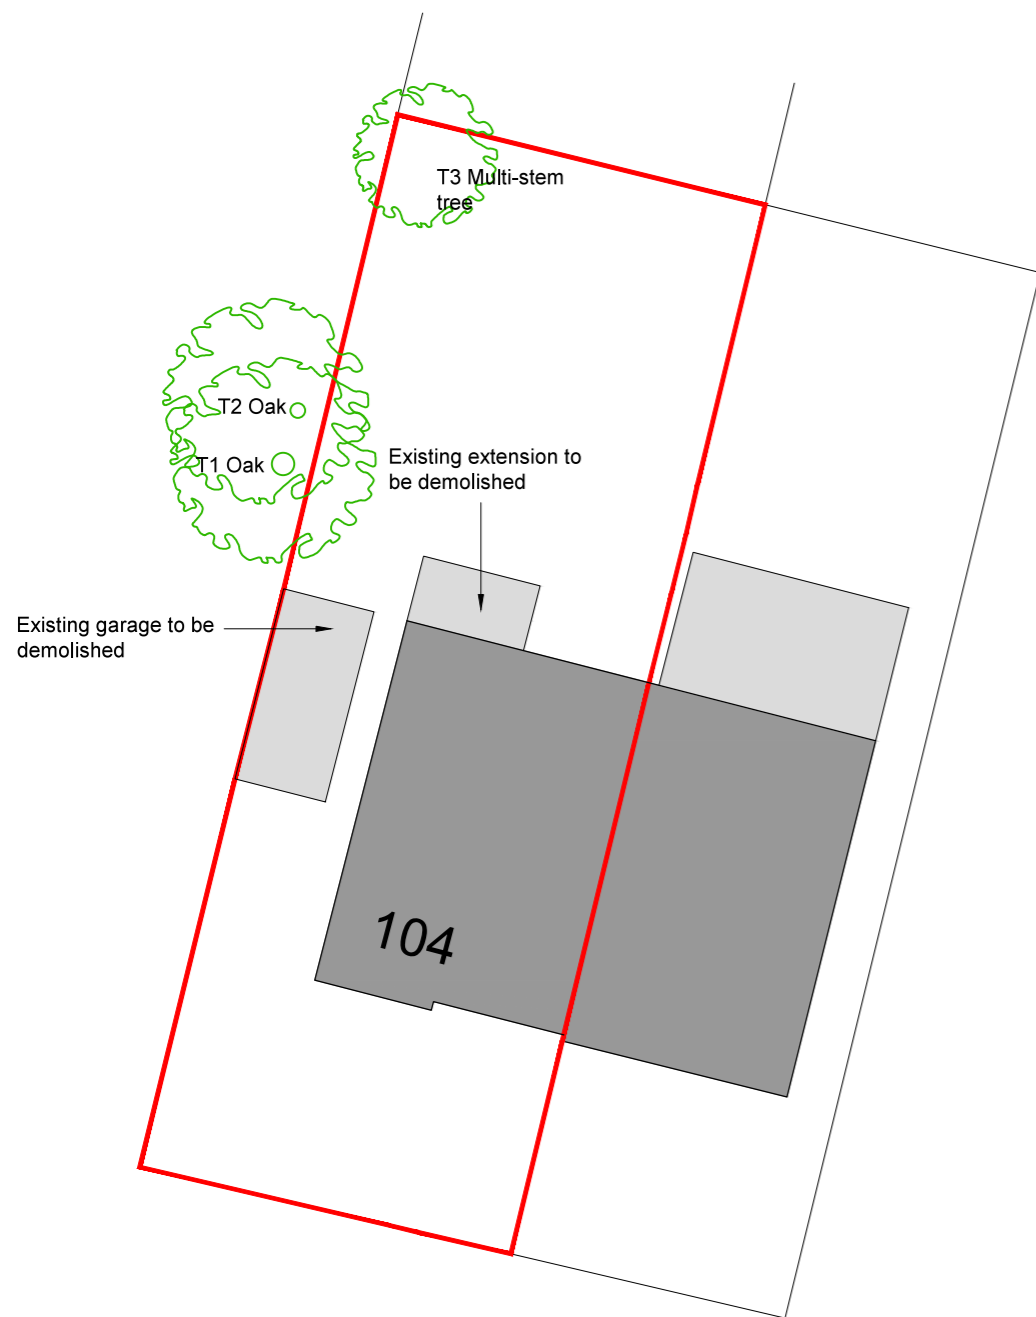 T3 Multi-stem
tree
T2 Oak
T1 Oak
Existing extension to
be demolished
Existing garage to be
demolished
104